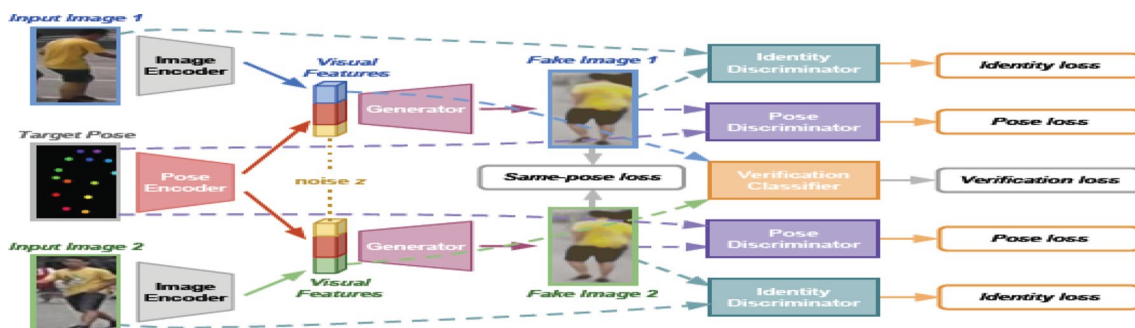 Input Image 1
Image
Encoder
Visual
Features
Generator
Fake Image 1
Identity
Discriminator
Identity loss
Target Pose
Pose
Encoder
noise z
Same-pose loss
Pose
Discriminator
Pose loss
Verification
Classifier
Verification loss
Input Image 2
Image
Encoder
Generator
Visual
Features
Fake Image 2
Pose
Discriminator
Pose loss
Identity
Discriminator
Identity loss